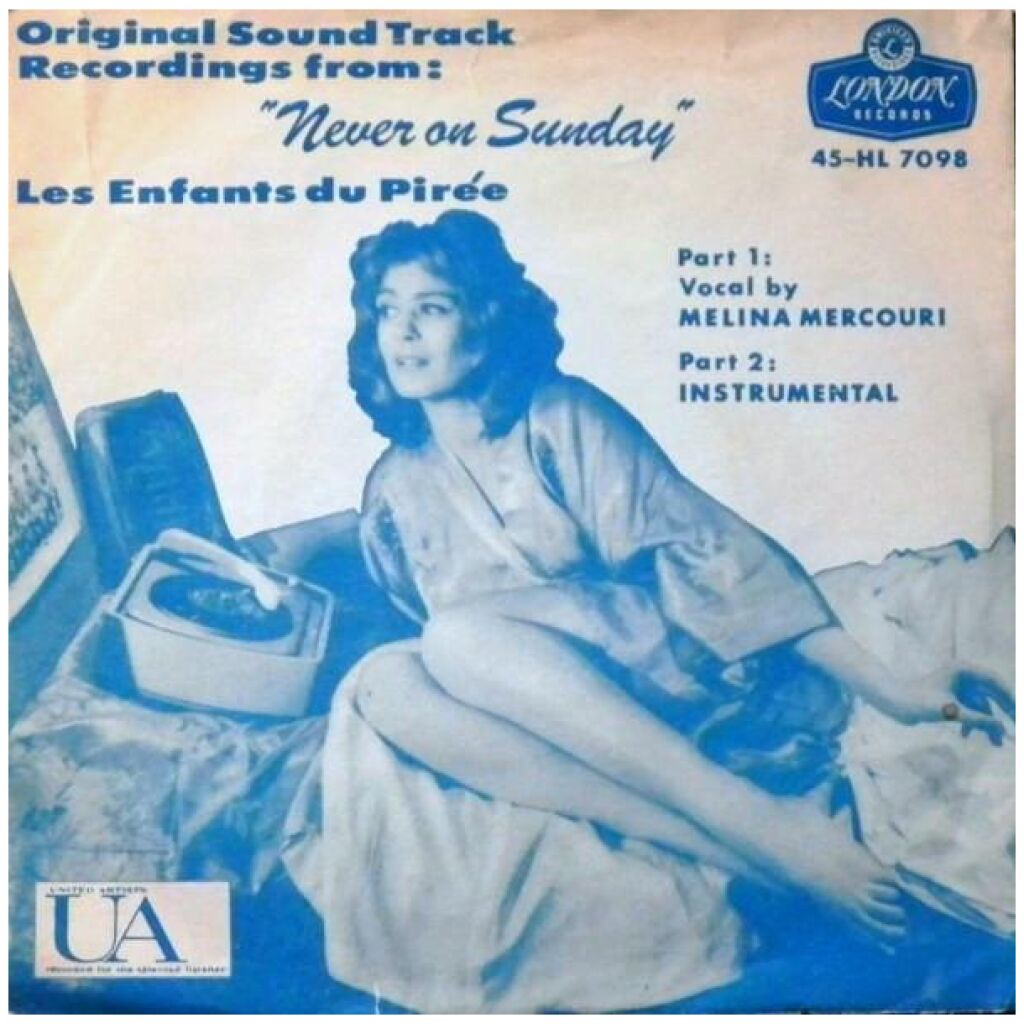 Original Sound Track
Recordings from:
"Never on Sunday"
Les Enfants du Pirée
LONDON
RECORDS
45-HL 7098
Part 1:
Vocal by
MELINA MERCOURI
Part 2:
INSTRUMENTAL
UNITED ARTISTS
UA